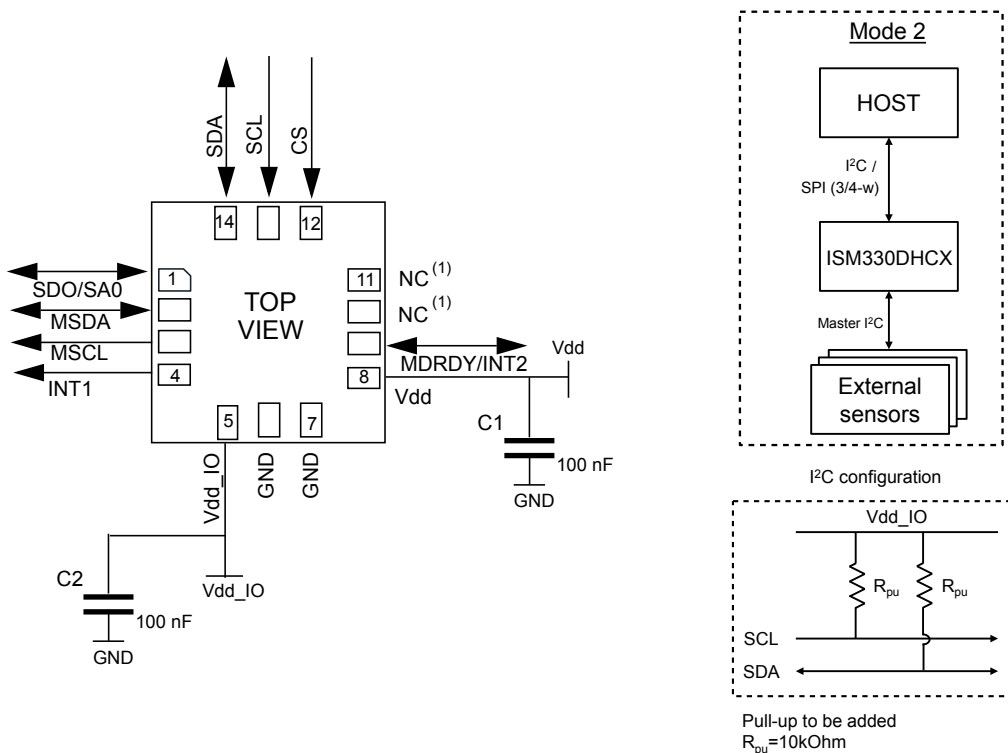 SDA
SCL
CS
14
12
1
11
4
8
5
7
TOP
VIEW
SDO/SA0
MSDA
MSCL
INT1
NC (1)
NC (1)
MDRDY/INT2
Vdd
Vdd
C1
100 nF
GND
Vdd_IO
GND
GND
C2
100 nF
GND
Vdd_IO
Mode 2
HOST
I²C /
SPI (3/4-w)
ISM330DHCX
Master I²C
External
sensors
I²C configuration
Vdd_IO
Rpu
Rpu
SCL
SDA
Pull-up to be added
Rpu=10kOhm